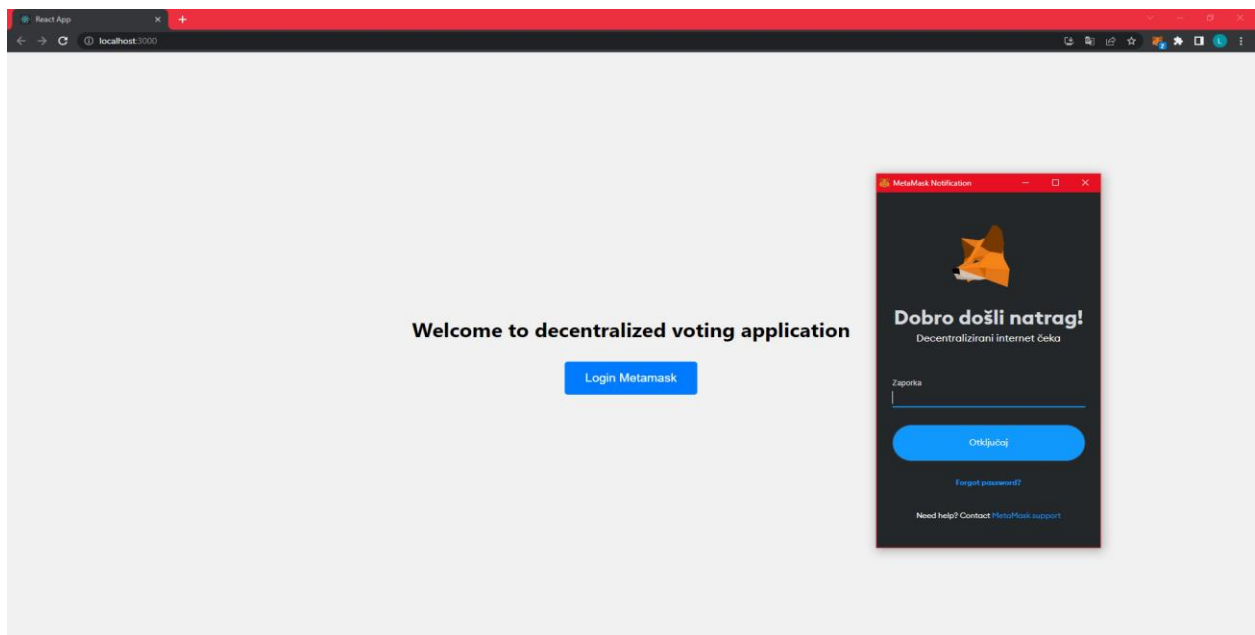 React App
localhost:3000
MetaMask Notification
Dobro došli natrag!
Decentralizirani internet čeka
Welcome to decentralized voting application
Login Metamask
Zaporka
Otključaj
Forgot password?
Need help? Contact MetaMask support